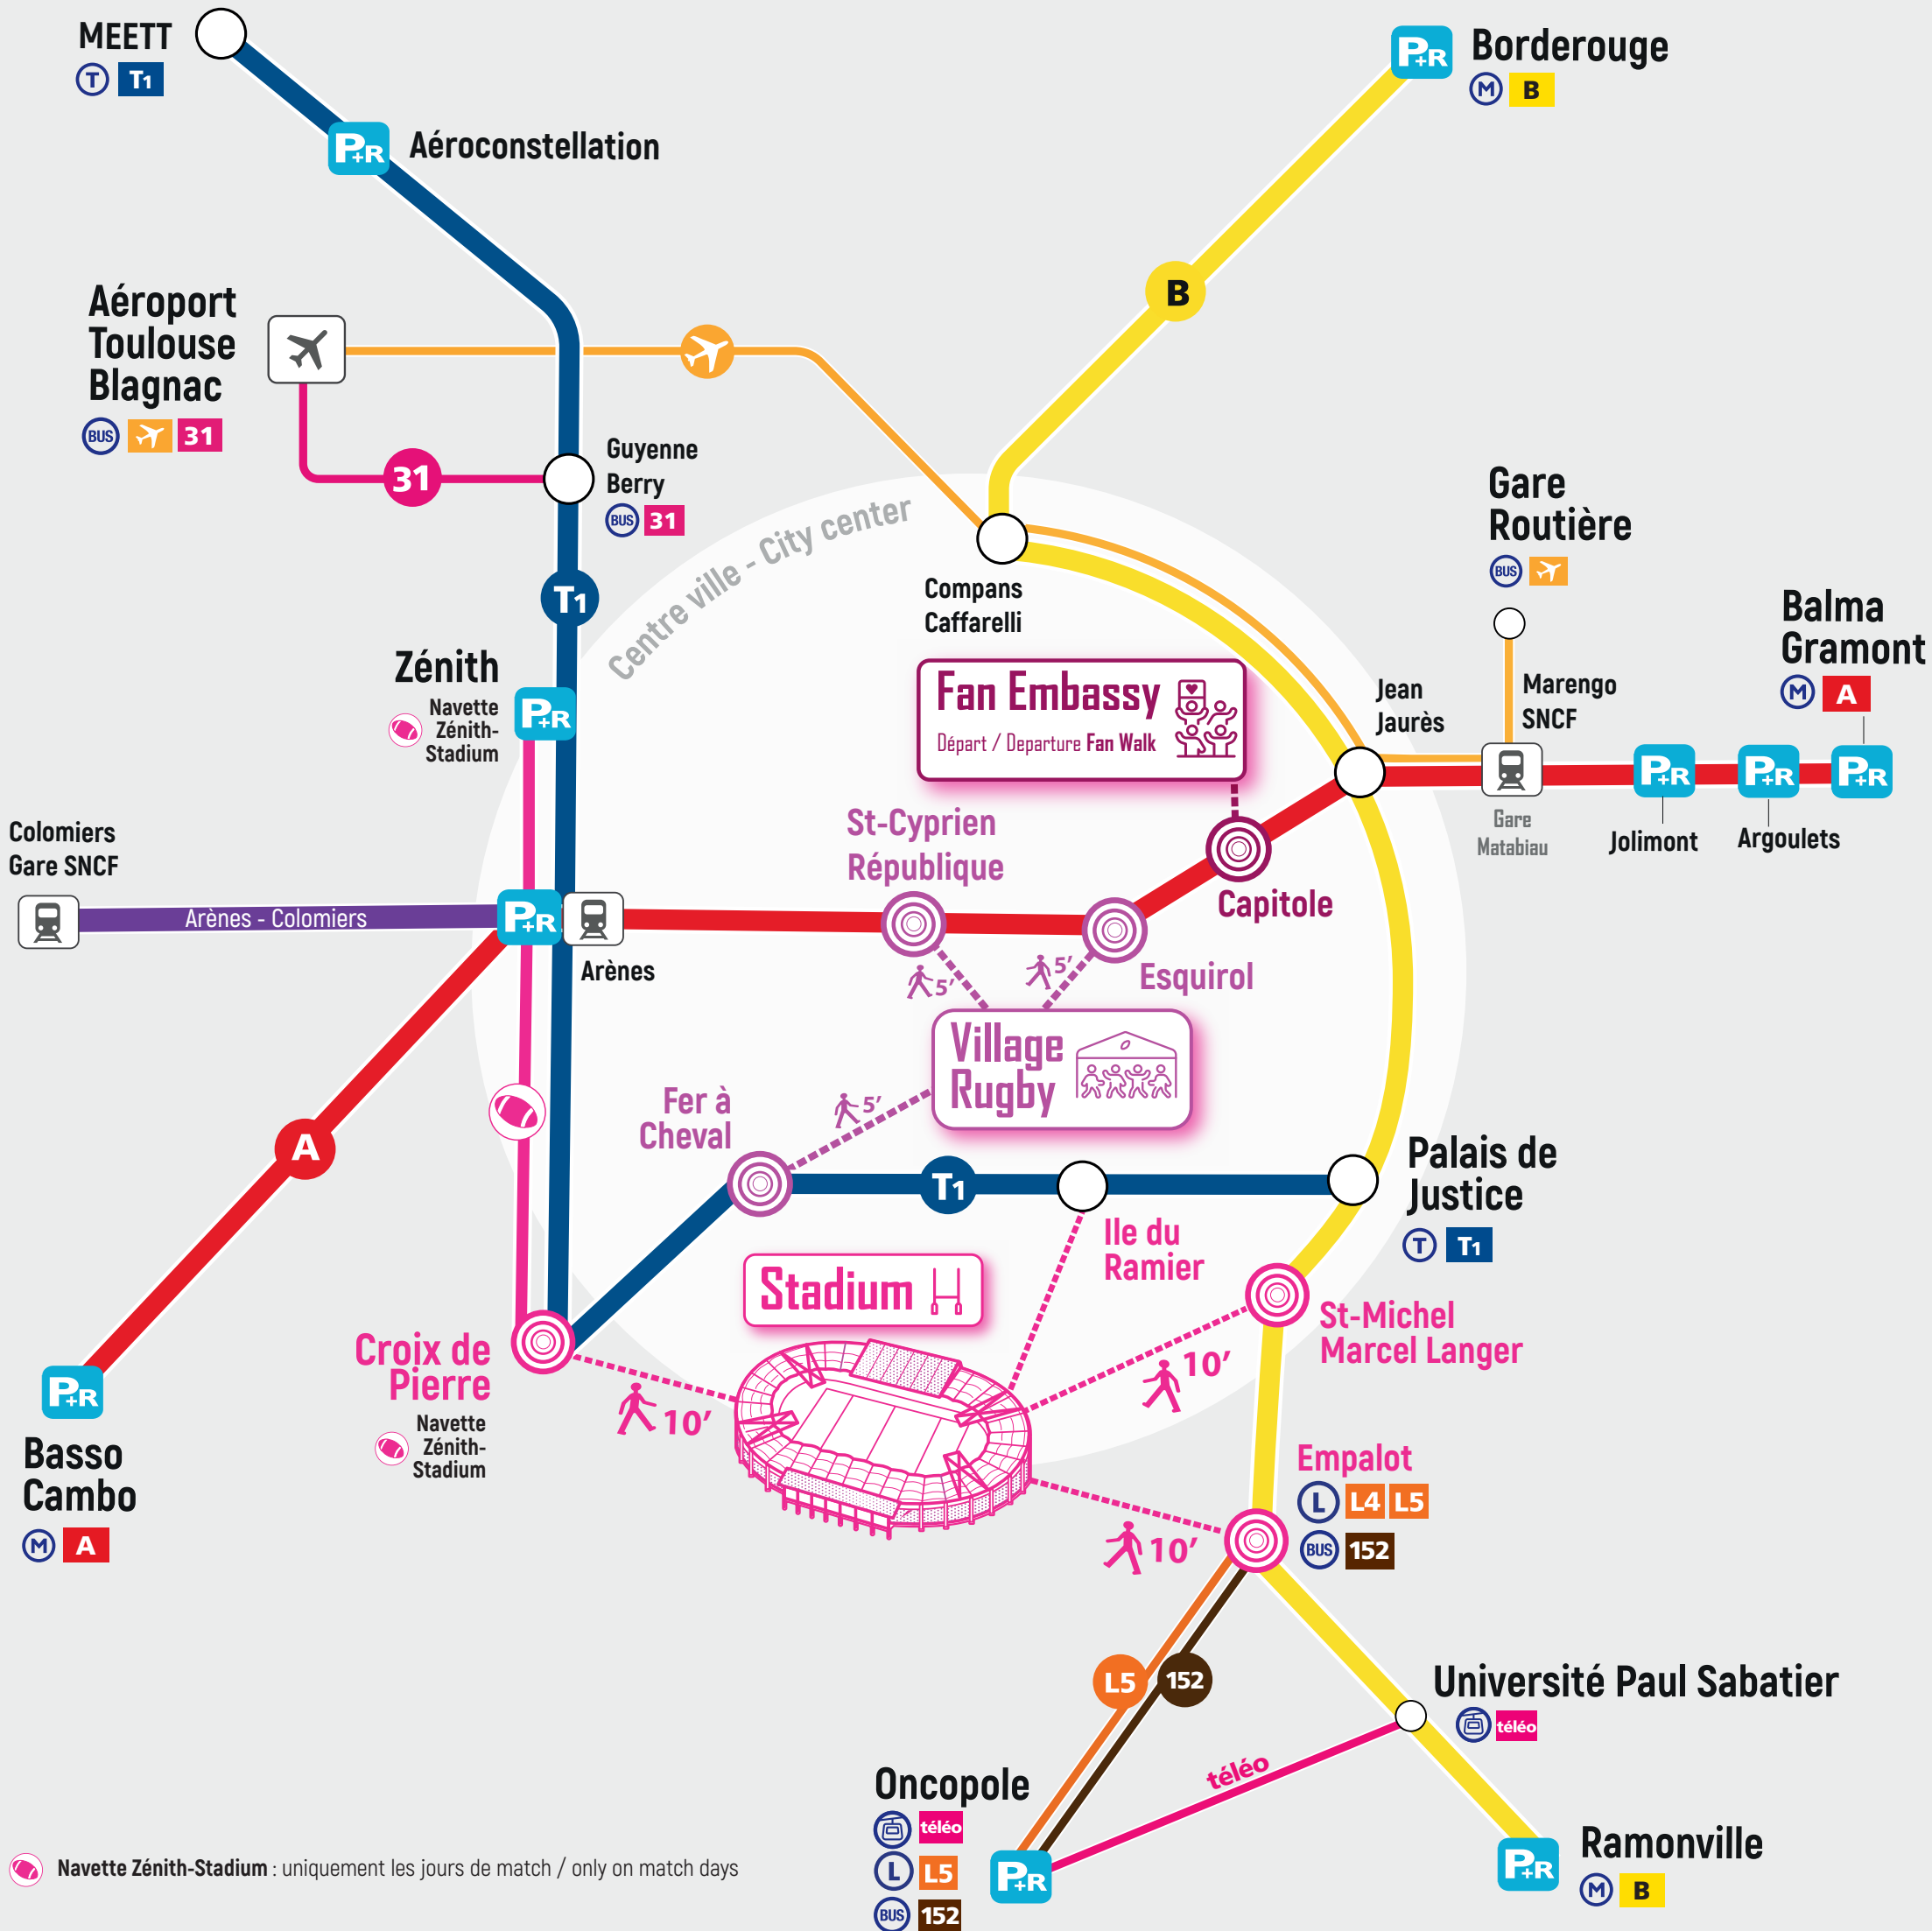 MEETT
T T1
P+R Aéroconstellation
P+R Borderouge
M B
B
Aéroport
Toulouse
Blagnac
BUS 31
31
Guyenne
Berry
BUS 31
T1
Centre ville - City center
Compans
Caffarelli
Gare
Routière
BUS
Balma
Gramont
M A
Zénith
Navette
Zénith-
Stadium
P+R
Fan Embassy
Départ / Departure Fan Walk
Jean
Jaurès
Marengo
SNCF
Gare
Matabiau
P+R
Jolimont
P+R
Argoulets
P+R
Colomiers
Gare SNCF
Arènes - Colomiers
P+R
Arènes
St-Cyprien
République
Capitole
Esquirol
5'
5'
Village
Rugby
Fer à
Cheval
5'
A
T1
Palais de
Justice
T T1
Ile du
Ramier
Stadium
St-Michel
Marcel Langer
10'
Croix de
Pierre
Navette
Zénith-
Stadium
10'
P+R
Basso
Cambo
M A
Empalot
L L4 L5
BUS 152
10'
L5 152
Université Paul Sabatier
téléo
téléo
Oncopole
téléo
L L5
BUS 152
P+R
P+R
Ramonville
M B
Navette Zénith-Stadium : uniquement les jours de match / only on match days